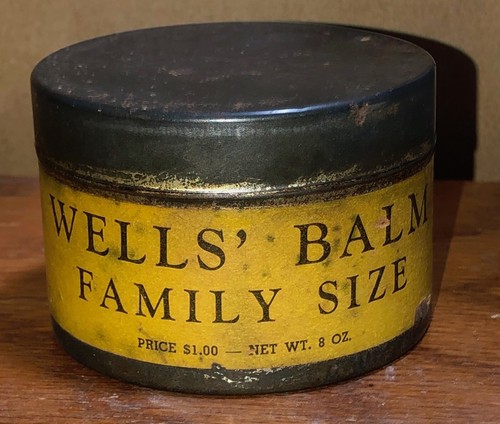 WELLS' BALM
FAMILY SIZE
PRICE $1.00 — NET WT. 8 OZ.